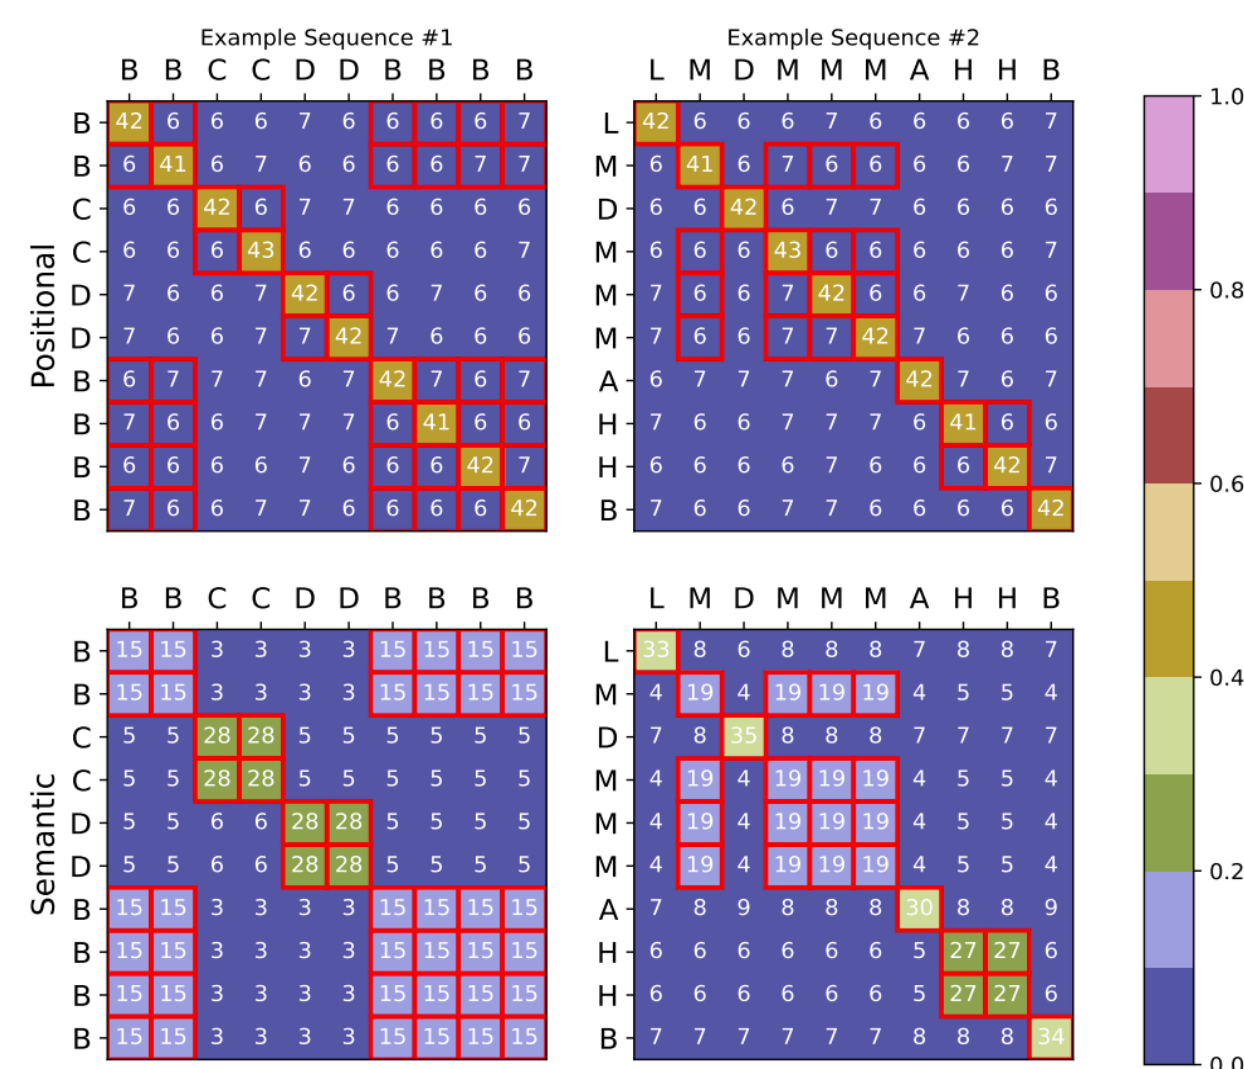 Example Sequence #1 Example Sequence #2
B B C C D D B B B B L M D M M M A H H B
B 42 6 6 6 7 6 6 6 6 7 L 42 6 6 6 7 6 6 6 6 7
B 6 41 6 7 6 6 6 6 7 7 M 6 41 6 7 6 6 6 6 7 7
C 6 6 42 6 7 7 6 6 6 6 D 6 6 42 6 7 7 6 6 6 6
C 6 6 6 43 6 6 6 6 6 7 M 6 6 6 43 6 6 6 6 6 7
D 7 6 6 7 42 6 6 7 6 6 M 7 6 6 7 42 6 6 7 6 6
D 7 6 6 7 7 42 7 6 6 6 M 7 6 6 7 7 42 7 6 6 6
B 6 7 7 7 6 7 42 7 6 7 A 6 7 7 7 6 7 42 7 6 7
B 7 6 6 7 7 7 6 41 6 6 H 7 6 6 7 7 7 6 41 6 6
B 6 6 6 6 7 6 6 6 42 7 H 6 6 6 6 7 6 6 6 42 7
B 7 6 6 7 7 6 6 6 6 42 B 7 6 6 7 7 6 6 6 6 42
Positional
B B C C D D B B B B L M D M M M A H H B
B 15 15 3 3 3 3 15 15 15 15 L 33 8 6 8 8 8 7 8 8 7
B 15 15 3 3 3 3 15 15 15 15 M 4 19 4 19 19 19 4 5 5 4
C 5 5 28 28 5 5 5 5 5 5 D 7 8 35 8 8 8 7 7 7 7
C 5 5 28 28 5 5 5 5 5 5 M 4 19 4 19 19 19 4 5 5 4
D 5 5 6 6 28 28 5 5 5 5 M 4 19 4 19 19 19 4 5 5 4
D 5 5 6 6 28 28 5 5 5 5 M 4 19 4 19 19 19 4 5 5 4
B 15 15 3 3 3 3 15 15 15 15 A 7 8 9 8 8 8 30 8 8 9
B 15 15 3 3 3 3 15 15 15 15 H 6 6 6 6 6 6 5 27 27 6
B 15 15 3 3 3 3 15 15 15 15 H 6 6 6 6 6 6 5 27 27 6
B 15 15 3 3 3 3 15 15 15 15 B 7 7 7 7 7 7 8 8 8 34
Semantic
1.0
0.8
0.6
0.4
0.2
0.0